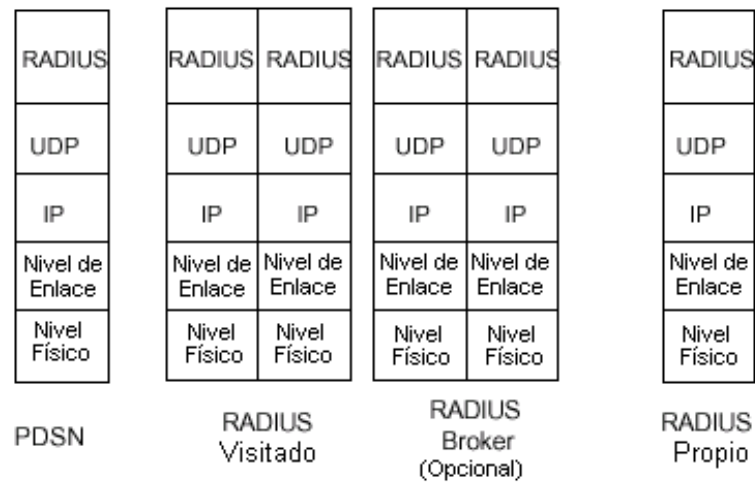 RADIUS RADIUS RADIUS RADIUS RADIUS RADIUS
UDP UDP UDP UDP UDP UDP
IP IP IP IP IP IP
Nivel de Nivel de Nivel de Nivel de Nivel de Nivel de
Enlace Enlace Enlace Enlace Enlace Enlace
Nivel Nivel Nivel Nivel Nivel Nivel
Físico Físico Físico Físico Físico Físico
PDSN
RADIUS
Visitado
RADIUS
Broker
(Opcional)
RADIUS
Propio